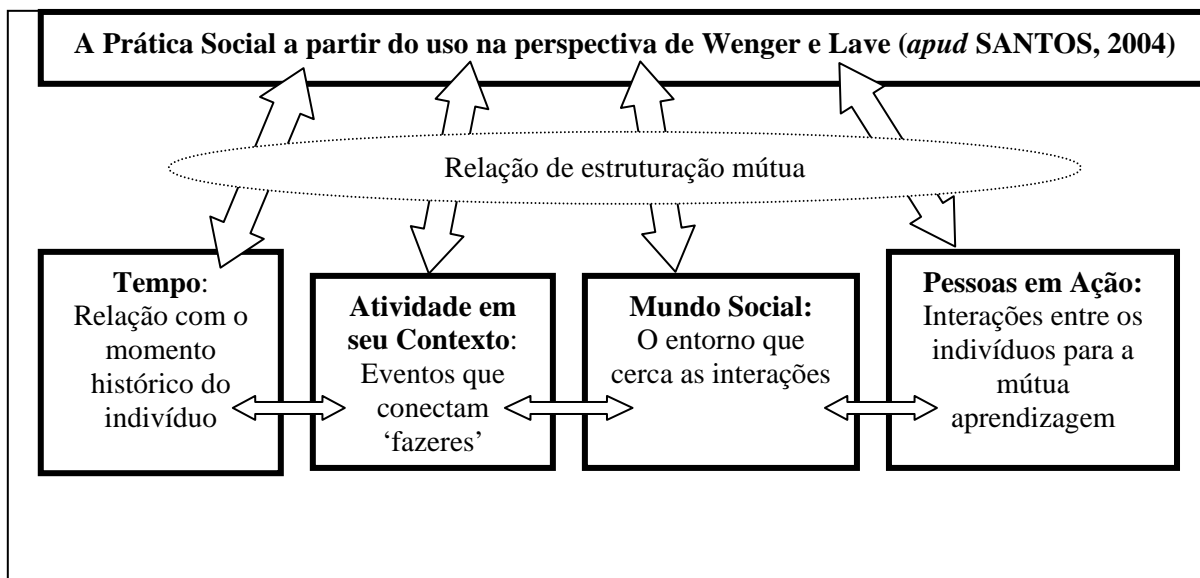 A Prática Social a partir do uso na perspectiva de Wenger e Lave (apud SANTOS, 2004)
Relação de estruturação mútua
Tempo:
Relação com o
momento
histórico do
indivíduo
Atividade em
seu Contexto:
Eventos que
conectam
‘fazeres’
Mundo Social:
O entorno que
cerca as interações
Pessoas em Ação:
Interações entre os
indivíduos para a
mútua
aprendizagem